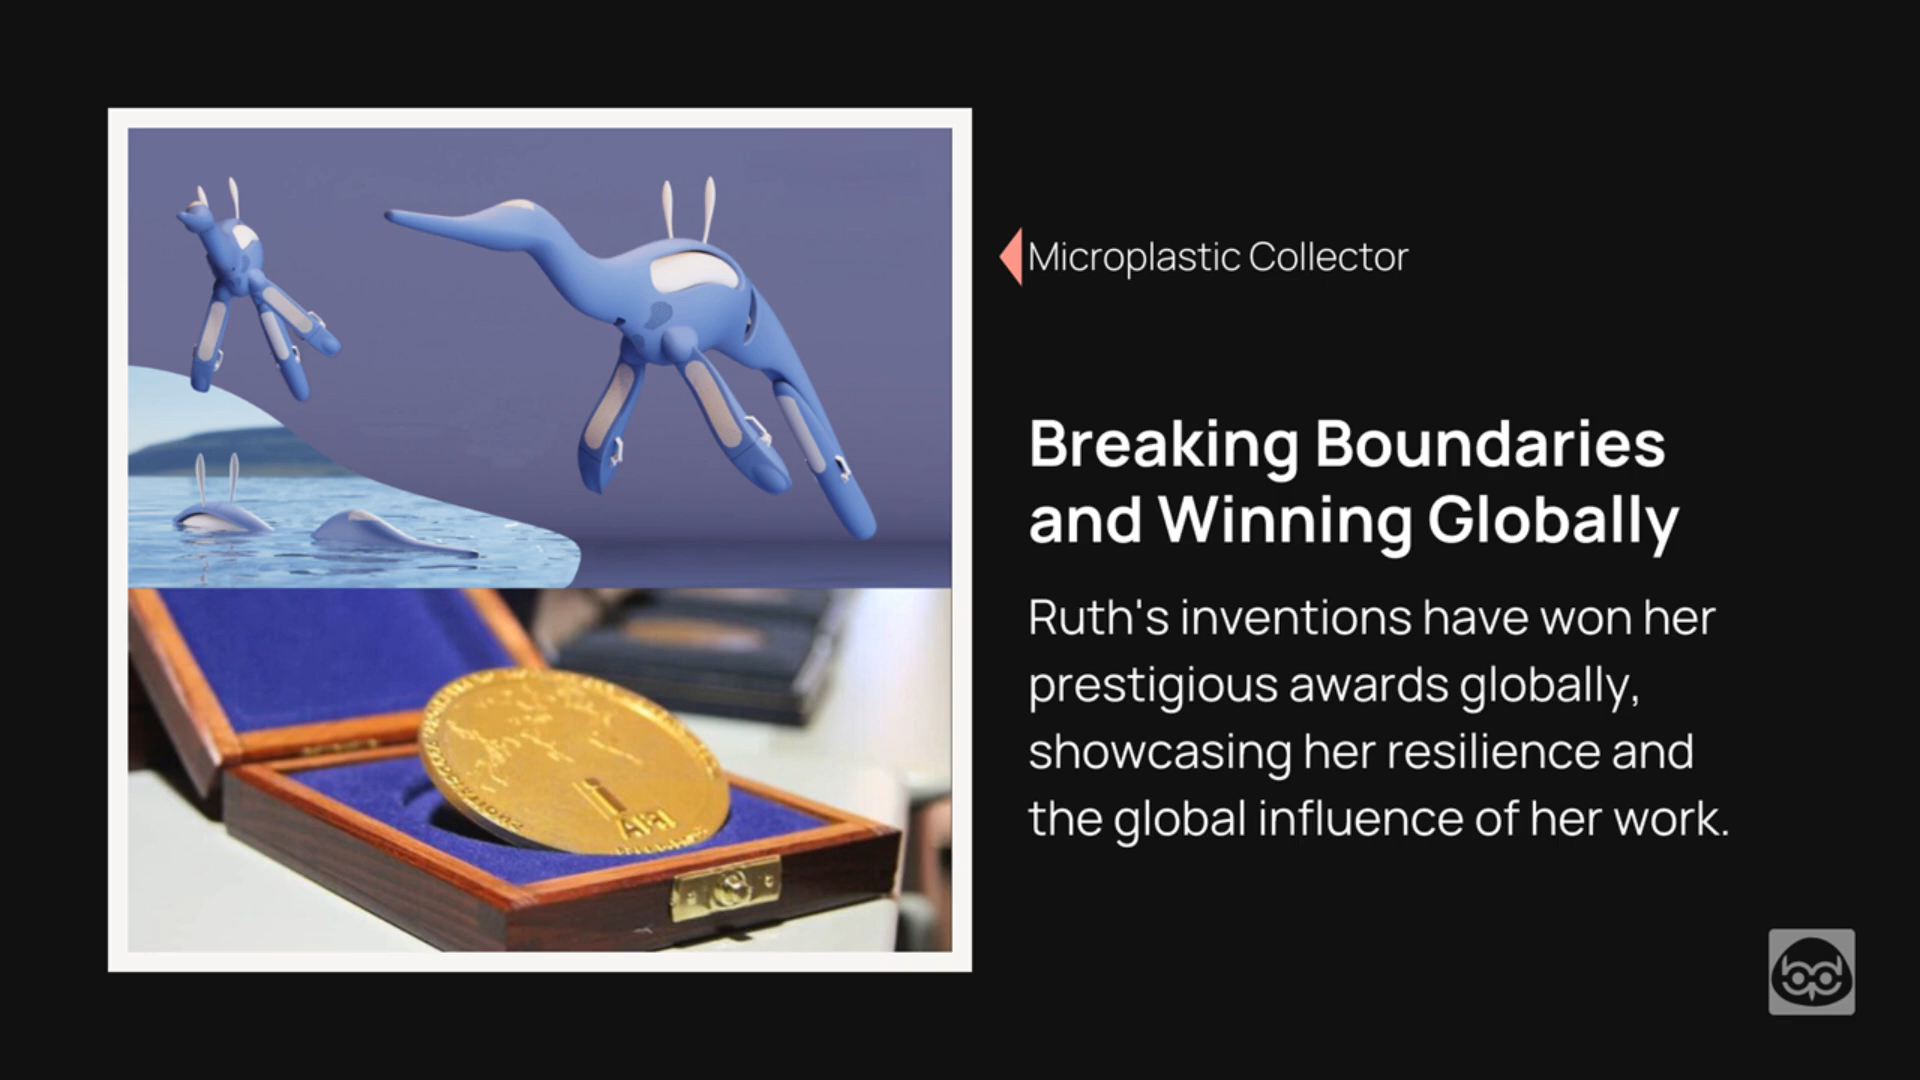 Microplastic Collector
Breaking Boundaries
and Winning Globally
Ruth's inventions have won her
prestigious awards globally,
showcasing her resilience and
the global influence of her work.